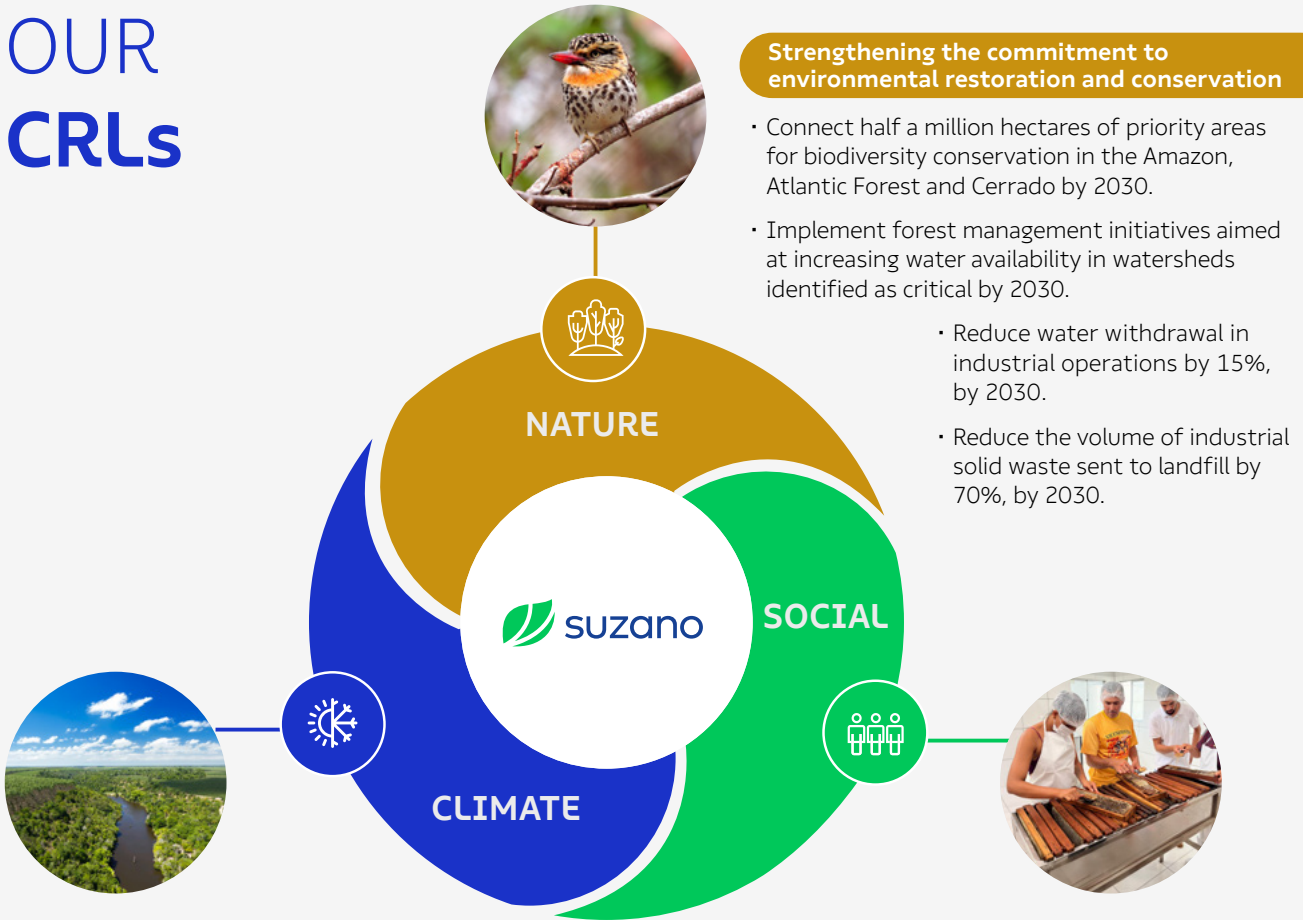 OUR
CRLs
Strengthening the commitment to
environmental restoration and conservation
· Connect half a million hectares of priority areas
for biodiversity conservation in the Amazon,
Atlantic Forest and Cerrado by 2030.
· Implement forest management initiatives aimed
at increasing water availability in watersheds
identified as critical by 2030.
· Reduce water withdrawal in
industrial operations by 15%,
by 2030.
· Reduce the volume of industrial
solid waste sent to landfill by
70%, by 2030.
NATURE
SOCIAL
suzano
CLIMATE